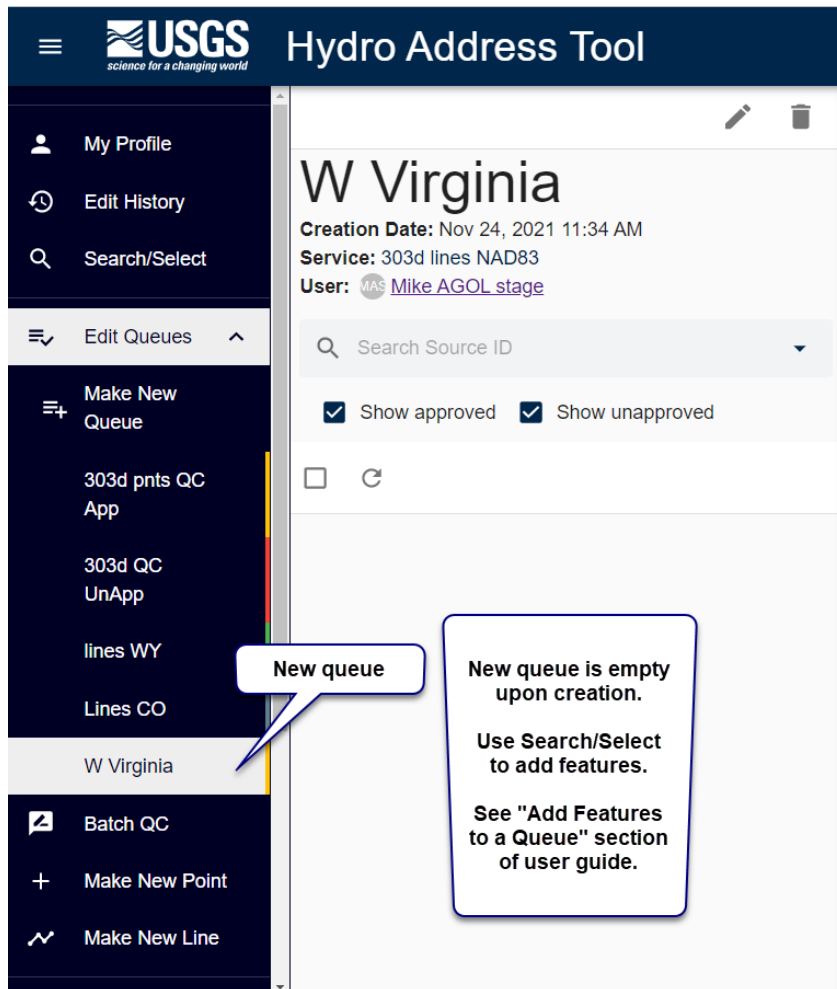 USGS
science for a changing world
Hydro Address Tool
My Profile
Edit History
Search/Select
Edit Queues
Make New
Queue
303d pnts QC
App
303d QC
UnApp
lines WY
Lines CO
W Virginia
Batch QC
Make New Point
Make New Line
W Virginia
Creation Date: Nov 24, 2021 11:34 AM
Service: 303d lines NAD83
User: MAS Mike AGOL stage
Search Source ID
Show approved Show unapproved
New queue
New queue is empty
upon creation.
Use Search/Select
to add features.
See "Add Features
to a Queue" section
of user guide.